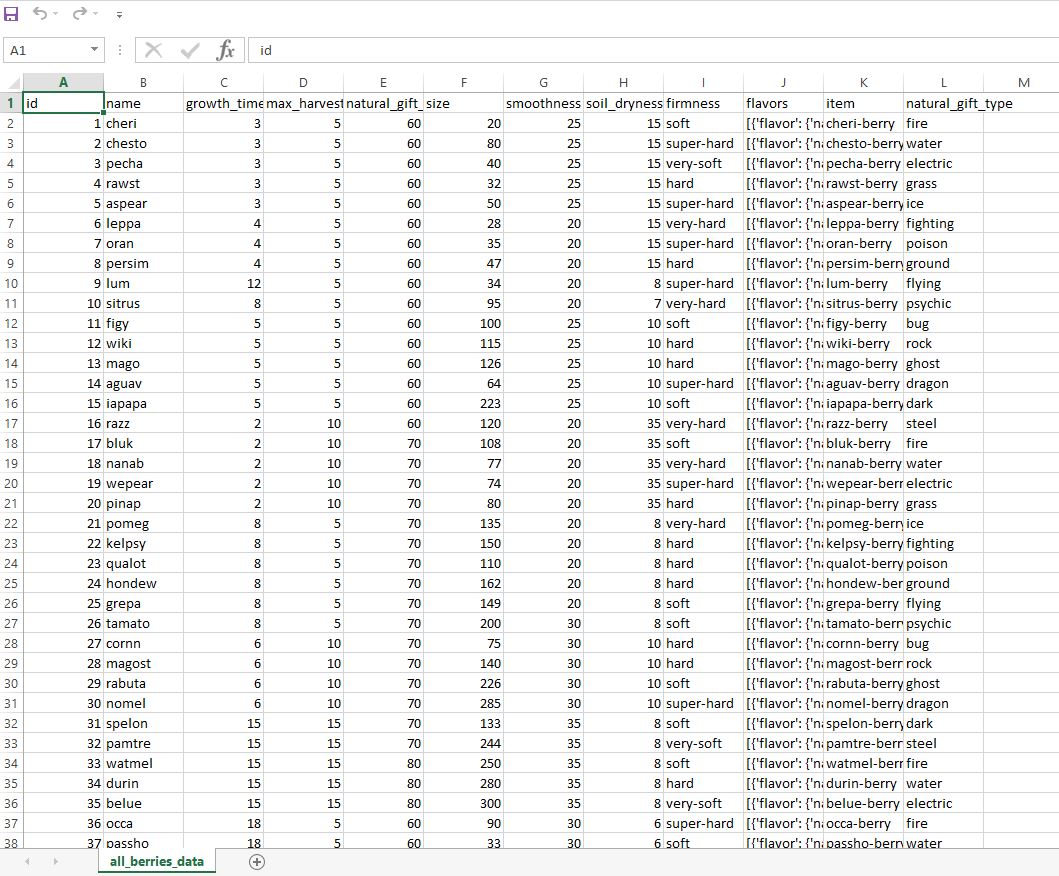 A1 fx id
A B C D E F G H I J K L M
1 id name growth_time max_harvest natural_gift_ size smoothness soil_dryness firmness flavors item natural_gift_type
2 1 cheri 3 5 60 20 25 15 soft [{'flavor': {'na cheri-berry fire
3 2 chesto 3 5 60 80 25 15 super-hard [{'flavor': {'na chesto-berry water
4 3 pecha 3 5 60 40 25 15 very-soft [{'flavor': {'na pecha-berry electric
5 4 rawst 3 5 60 32 25 15 hard [{'flavor': {'na rawst-berry grass
6 5 aspear 3 5 60 50 25 15 super-hard [{'flavor': {'na aspear-berry ice
7 6 leppa 4 5 60 28 20 15 very-hard [{'flavor': {'na leppa-berry fighting
8 7 oran 4 5 60 35 20 15 super-hard [{'flavor': {'na oran-berry poison
9 8 persim 4 5 60 47 20 15 hard [{'flavor': {'na persim-berry ground
10 9 lum 12 5 60 34 20 8 super-hard [{'flavor': {'na lum-berry flying
11 10 sitrus 8 5 60 95 20 7 very-hard [{'flavor': {'na sitrus-berry psychic
12 11 figy 5 5 60 100 25 10 soft [{'flavor': {'na figy-berry bug
13 12 wiki 5 5 60 115 25 10 hard [{'flavor': {'na wiki-berry rock
14 13 mago 5 5 60 126 25 10 hard [{'flavor': {'na mago-berry ghost
15 14 aguav 5 5 60 64 25 10 super-hard [{'flavor': {'na aguav-berry dragon
16 15 iapapa 5 5 60 223 25 10 soft [{'flavor': {'na iapapa-berry dark
17 16 razz 2 10 60 120 20 35 very-hard [{'flavor': {'na razz-berry steel
18 17 bluk 2 10 70 108 20 35 soft [{'flavor': {'na bluk-berry fire
19 18 nanab 2 10 70 77 20 35 very-hard [{'flavor': {'na nanab-berry water
20 19 wepear 2 10 70 74 20 35 super-hard [{'flavor': {'na wepear-berr electric
21 20 pinap 2 10 70 80 20 35 hard [{'flavor': {'na pinap-berry grass
22 21 pomeg 8 5 70 135 20 8 very-hard [{'flavor': {'na pomeg-berry ice
23 22 kelpsy 8 5 70 150 20 8 hard [{'flavor': {'na kelpsy-berry fighting
24 23 qualot 8 5 70 110 20 8 hard [{'flavor': {'na qualot-berry poison
25 24 hondew 8 5 70 162 20 8 hard [{'flavor': {'na hondew-ber ground
26 25 grepa 8 5 70 149 20 8 soft [{'flavor': {'na grepa-berry flying
27 26 tamato 8 5 70 200 30 8 soft [{'flavor': {'na tamato-berry psychic
28 27 cornn 6 10 70 75 30 10 hard [{'flavor': {'na cornn-berry bug
29 28 magost 6 10 70 140 30 10 hard [{'flavor': {'na magost-berr rock
30 29 rabuta 6 10 70 226 30 10 soft [{'flavor': {'na rabuta-berry ghost
31 30 nomel 6 10 70 285 30 10 super-hard [{'flavor': {'na nomel-berry dragon
32 31 spelon 15 15 70 133 35 8 soft [{'flavor': {'na spelon-berry dark
33 32 pamtre 15 15 70 244 35 8 very-soft [{'flavor': {'na pamtre-berr steel
34 33 watmel 15 15 80 250 35 8 soft [{'flavor': {'na watmel-berr fire
35 34 durin 15 15 80 280 35 8 hard [{'flavor': {'na durin-berry water
36 35 belue 15 15 80 300 35 8 very-soft [{'flavor': {'na belue-berry electric
37 36 occa 18 5 60 90 30 6 super-hard [{'flavor': {'na occa-berry fire
38 37 passho 18 5 60 33 30 6 soft [{'flavor': {'na passho-berry water
all_berries_data